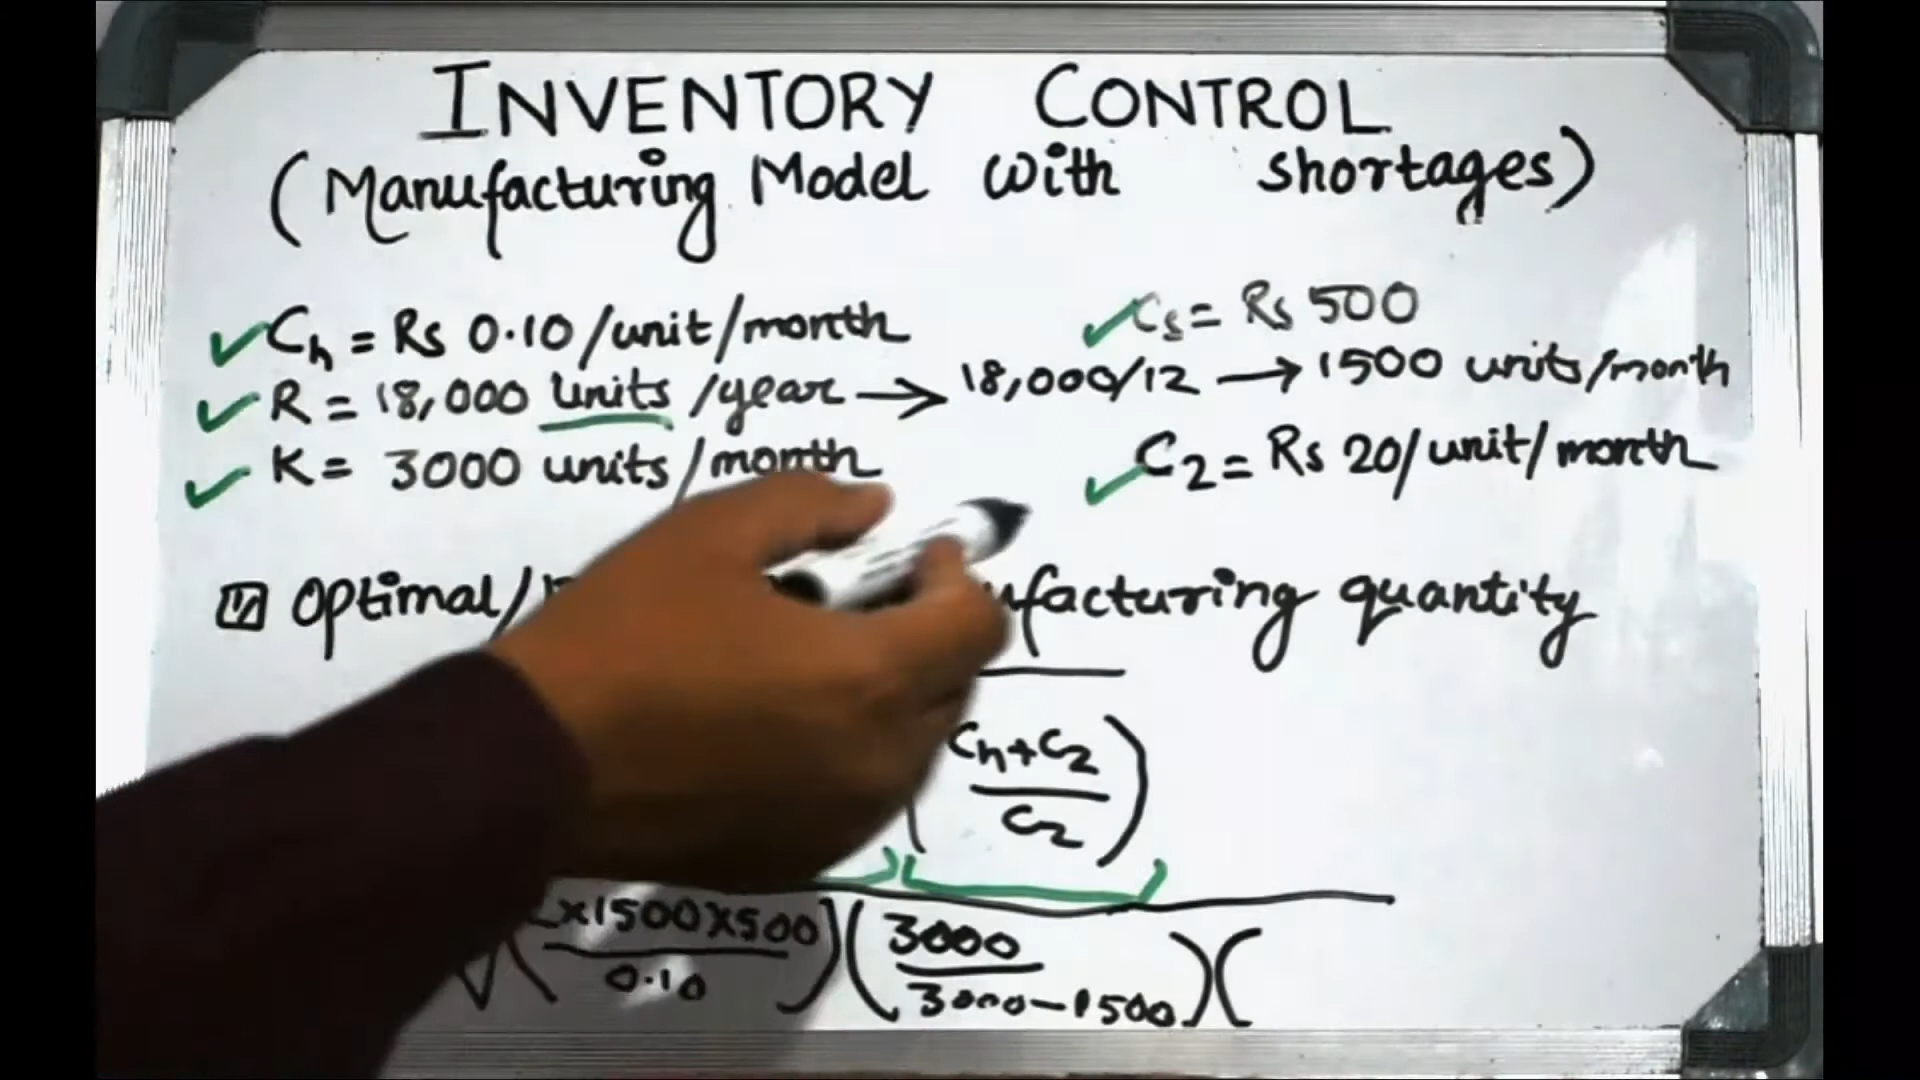 INVENTORY CONTROL
(Manufacturing Model with shortages)
✓ Ch = Rs 0.10/unit/month
✓ Cs = Rs 500
✓ R = 18,000 units/year → 18,000/12 → 1500 units/month
✓ K = 3000 units/month
✓ C2 = Rs 20/unit/month
Optimal/ quantity
(Ch+C2 / C2)
√( x1500x500 / 0.10 ) ( 3000 / 3000-1500 ) (